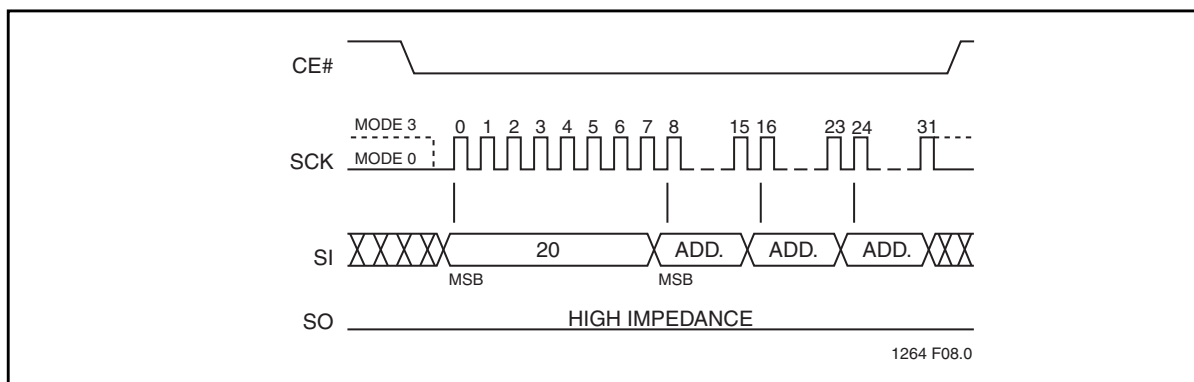 CE#
MODE 3
0 1 2 3 4 5 6 7 8 15 16 23 24 31
SCK
MODE 0
SI
20 ADD. ADD. ADD.
MSB MSB
SO
HIGH IMPEDANCE
1264 F08.0